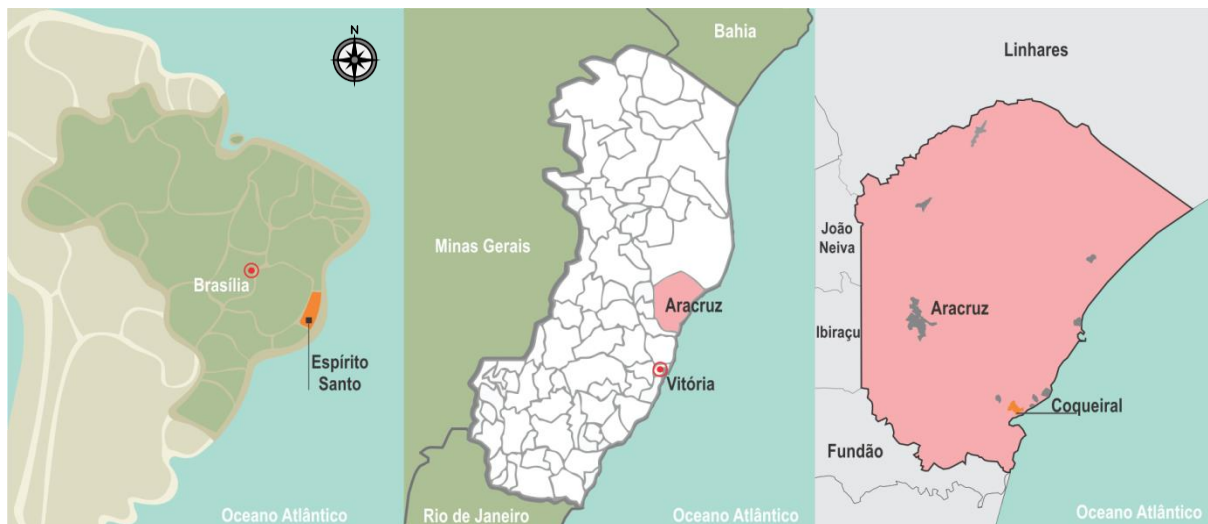 N
Brasília
Espírito
Santo
Oceano Atlântico
Bahia
Minas Gerais
Aracruz
Vitória
Rio de Janeiro
Oceano Atlântico
Linhares
João
Neiva
Aracruz
Ibiraçu
Coqueiral
Fundão
Oceano Atlântico